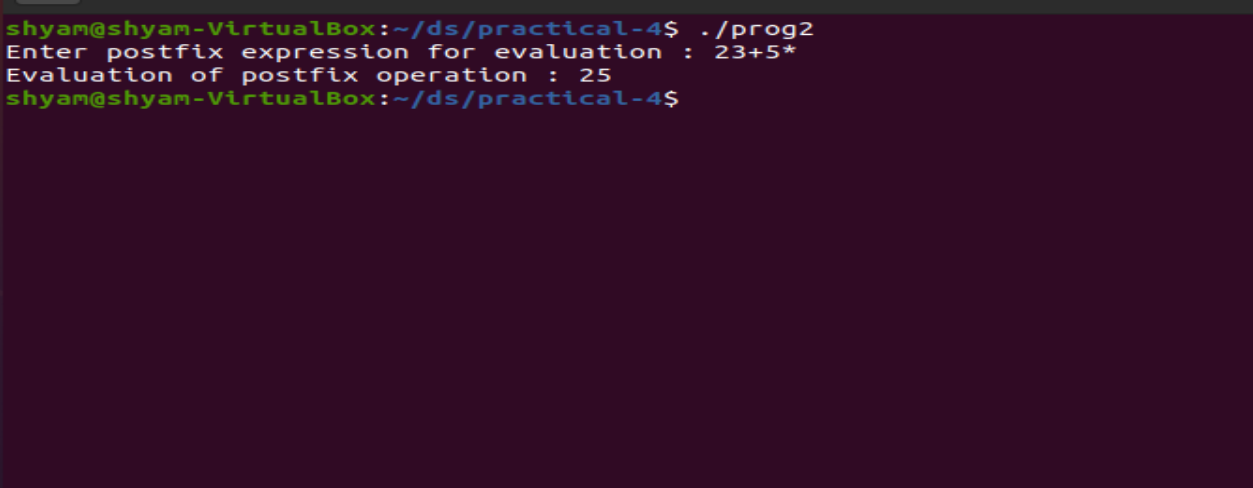 shyam@shyam-VirtualBox:~/ds/practical-4$ ./prog2
Enter postfix expression for evaluation : 23+5*
Evaluation of postfix operation : 25
shyam@shyam-VirtualBox:~/ds/practical-4$